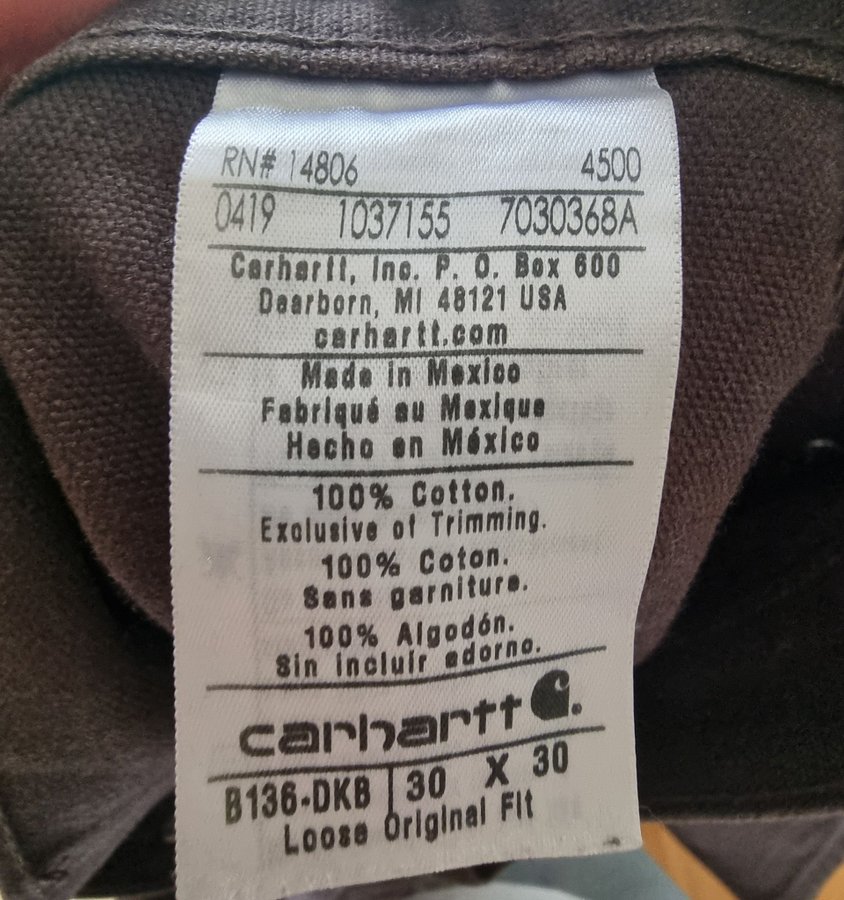 RN# 14806 4500
0419 1037155 7030368A
Carhartt, Inc. P. O. Box 600
Dearborn, MI 48121 USA
carhartt.com
Made in Mexico
Fabriqué au Mexique
Hecho en México
100% Cotton.
Exclusive of Trimming.
100% Coton.
Sans garniture.
100% Algodón.
Sin incluir adorno.
carhartt
B136-DKB 30 X 30
Loose Original Fit